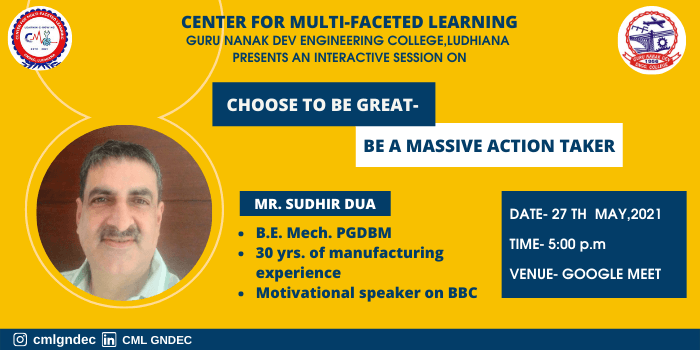 CENTER FOR MULTI-FACETED LEARNING
GURU NANAK DEV ENGINEERING COLLEGE,LUDHIANA
PRESENTS AN INTERACTIVE SESSION ON
CHOOSE TO BE GREAT-
BE A MASSIVE ACTION TAKER
MR. SUDHIR DUA
• B.E. Mech. PGDBM
• 30 yrs. of manufacturing
experience
• Motivational speaker on BBC
DATE- 27 TH MAY,2021
TIME- 5:00 p.m
VENUE- GOOGLE MEET
cmlgndec in CML GNDEC